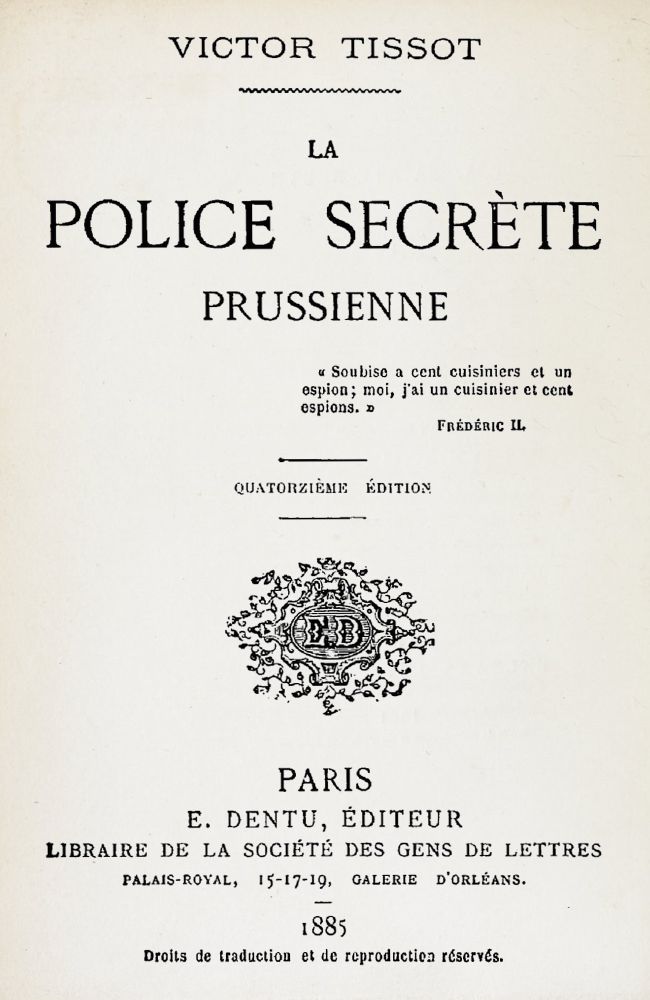 VICTOR TISSOT
LA
POLICE SECRÈTE
PRUSSIENNE
« Soubise a cent cuisiniers et un
espion; moi, j'ai un cuisinier et cent
espions. »
FRÉDÉRIC II.
QUATORZIÈME ÉDITION
E.D
PARIS
E. DENTU, ÉDITEUR
LIBRAIRE DE LA SOCIÉTÉ DES GENS DE LETTRES
PALAIS-ROYAL, 15-17-19, GALERIE D'ORLÉANS.
1885
Droits de traduction et de reproduction réservés.